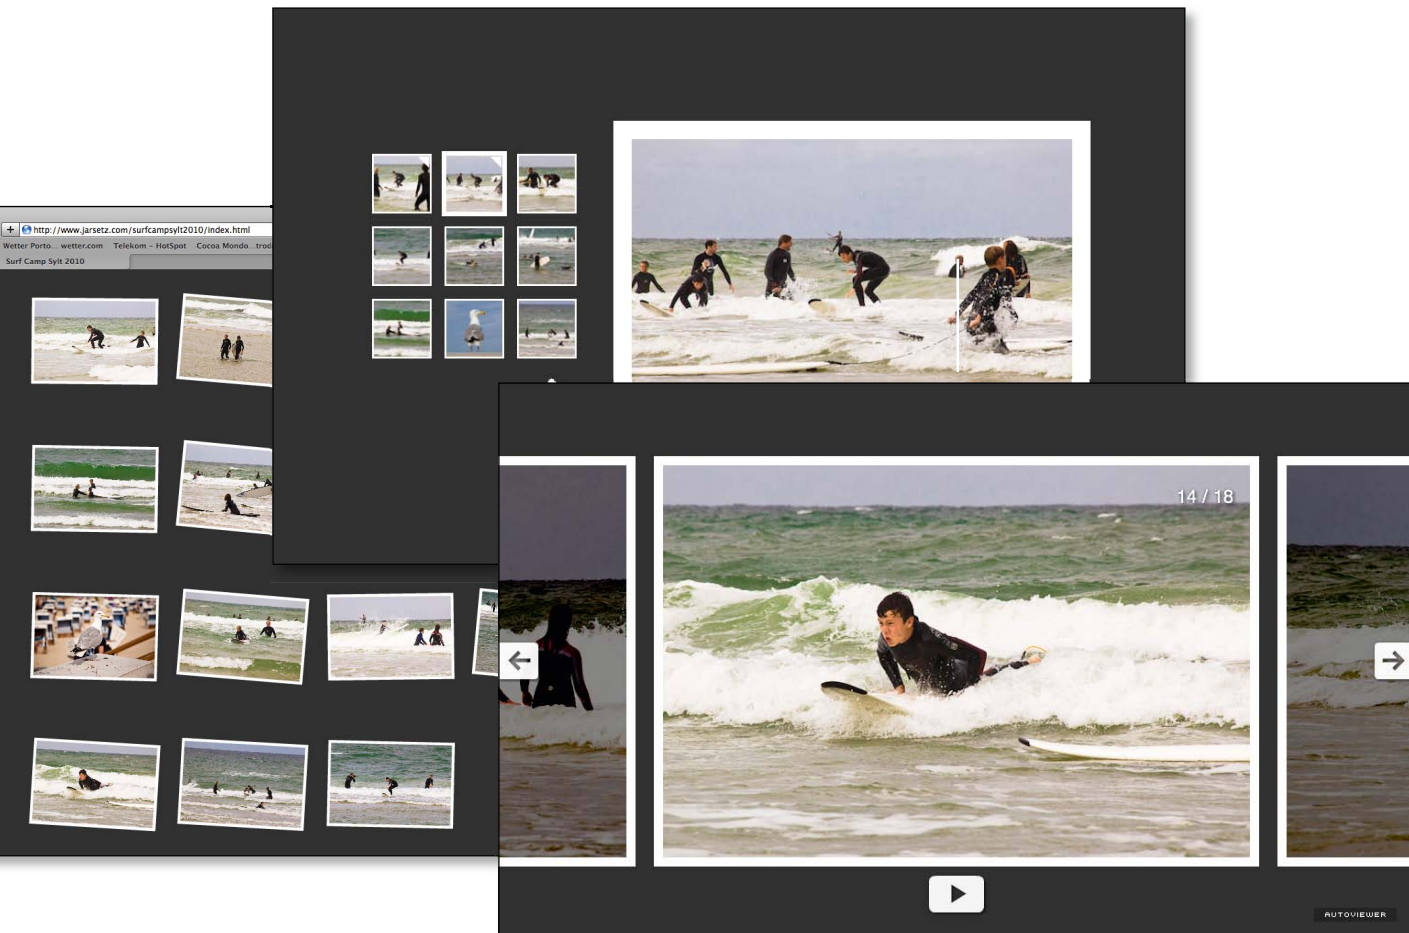 http://www.jarsetz.com/surfcampsylt2010/index.html
Wetter Porto... wetter.com Telekom – HotSpot Cocoa Mondo...trod
Surf Camp Sylt 2010
14 / 18
AUTOVIEWER